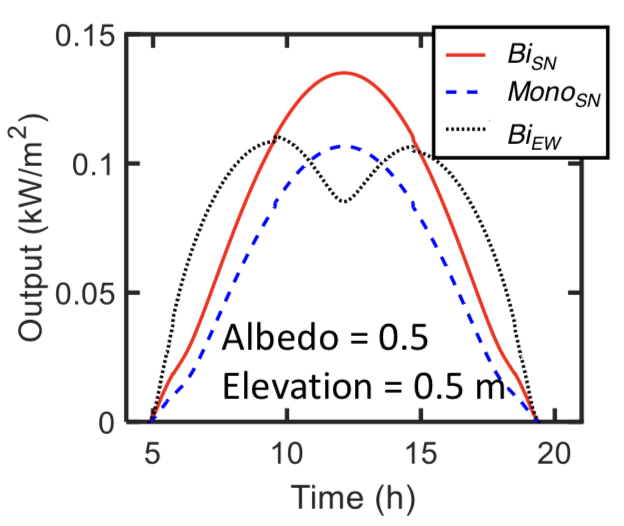 0.15
0.1
0.05
0
5
10
15
20
Output (kW/m²)
Time (h)
Bi_SN
Mono_SN
Bi_EW
Albedo = 0.5
Elevation = 0.5 m